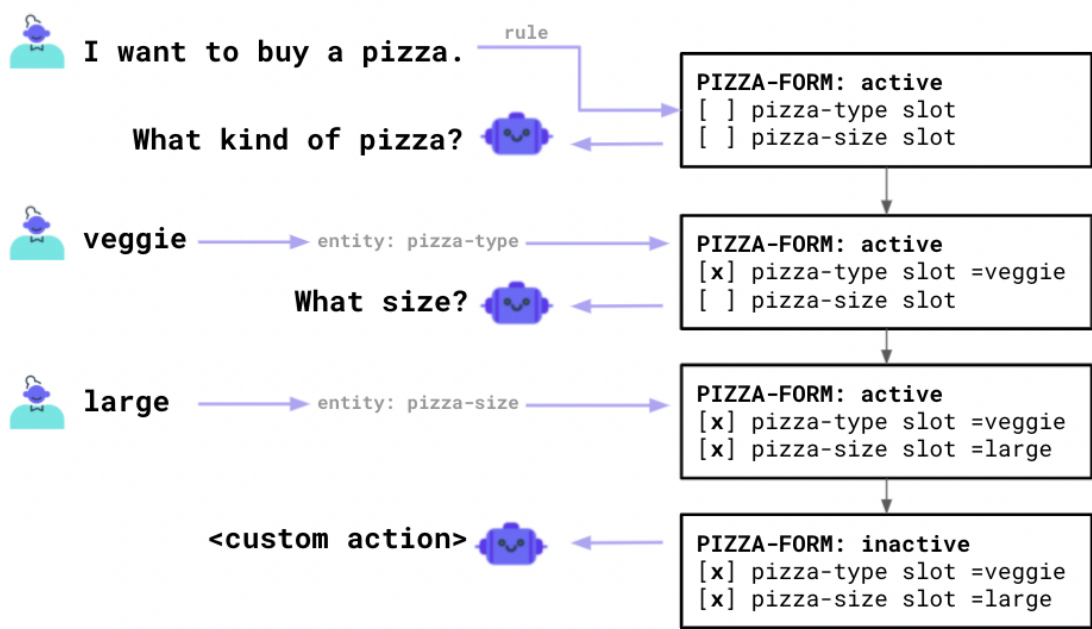 I want to buy a pizza.
rule
PIZZA-FORM: active
[ ] pizza-type slot
[ ] pizza-size slot
What kind of pizza?
veggie
entity: pizza-type
PIZZA-FORM: active
[x] pizza-type slot =veggie
[ ] pizza-size slot
What size?
large
entity: pizza-size
PIZZA-FORM: active
[x] pizza-type slot =veggie
[x] pizza-size slot =large
<custom action>
PIZZA-FORM: inactive
[x] pizza-type slot =veggie
[x] pizza-size slot =large